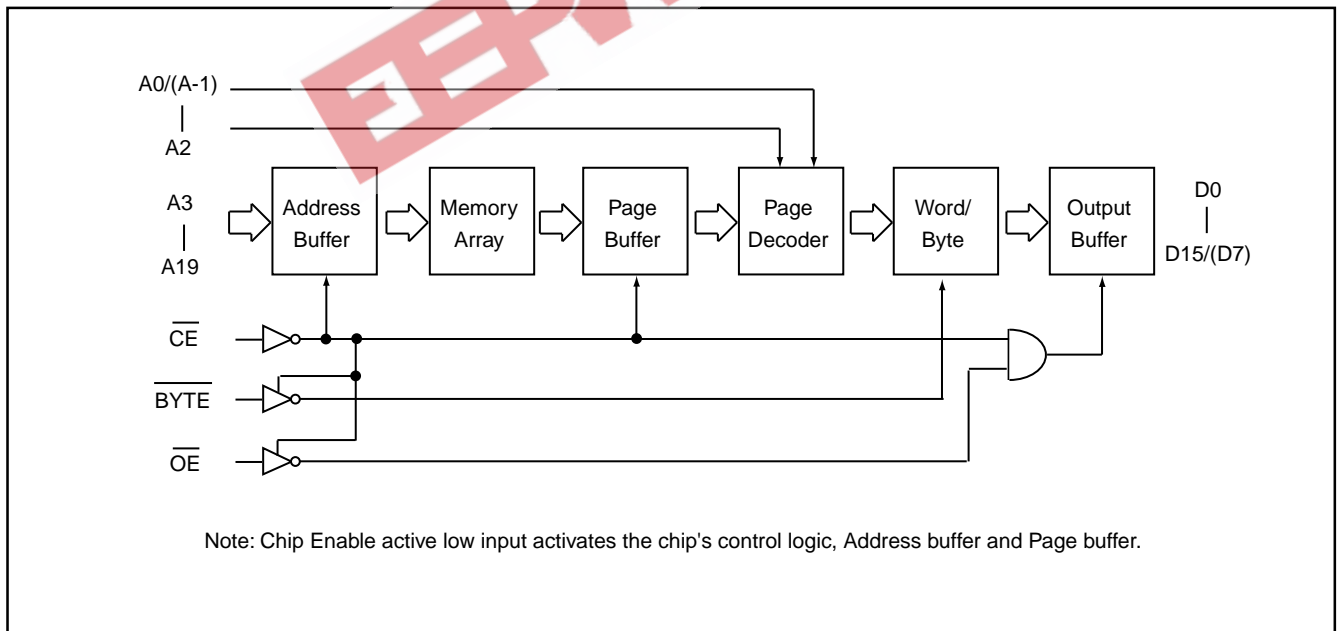 A0/(A-1)
A2
A3
A19
Address
Buffer
Memory
Array
Page
Buffer
Page
Decoder
Word/
Byte
Output
Buffer
D0
D15/(D7)
CE
BYTE
OE
Note: Chip Enable active low input activates the chip's control logic, Address buffer and Page buffer.